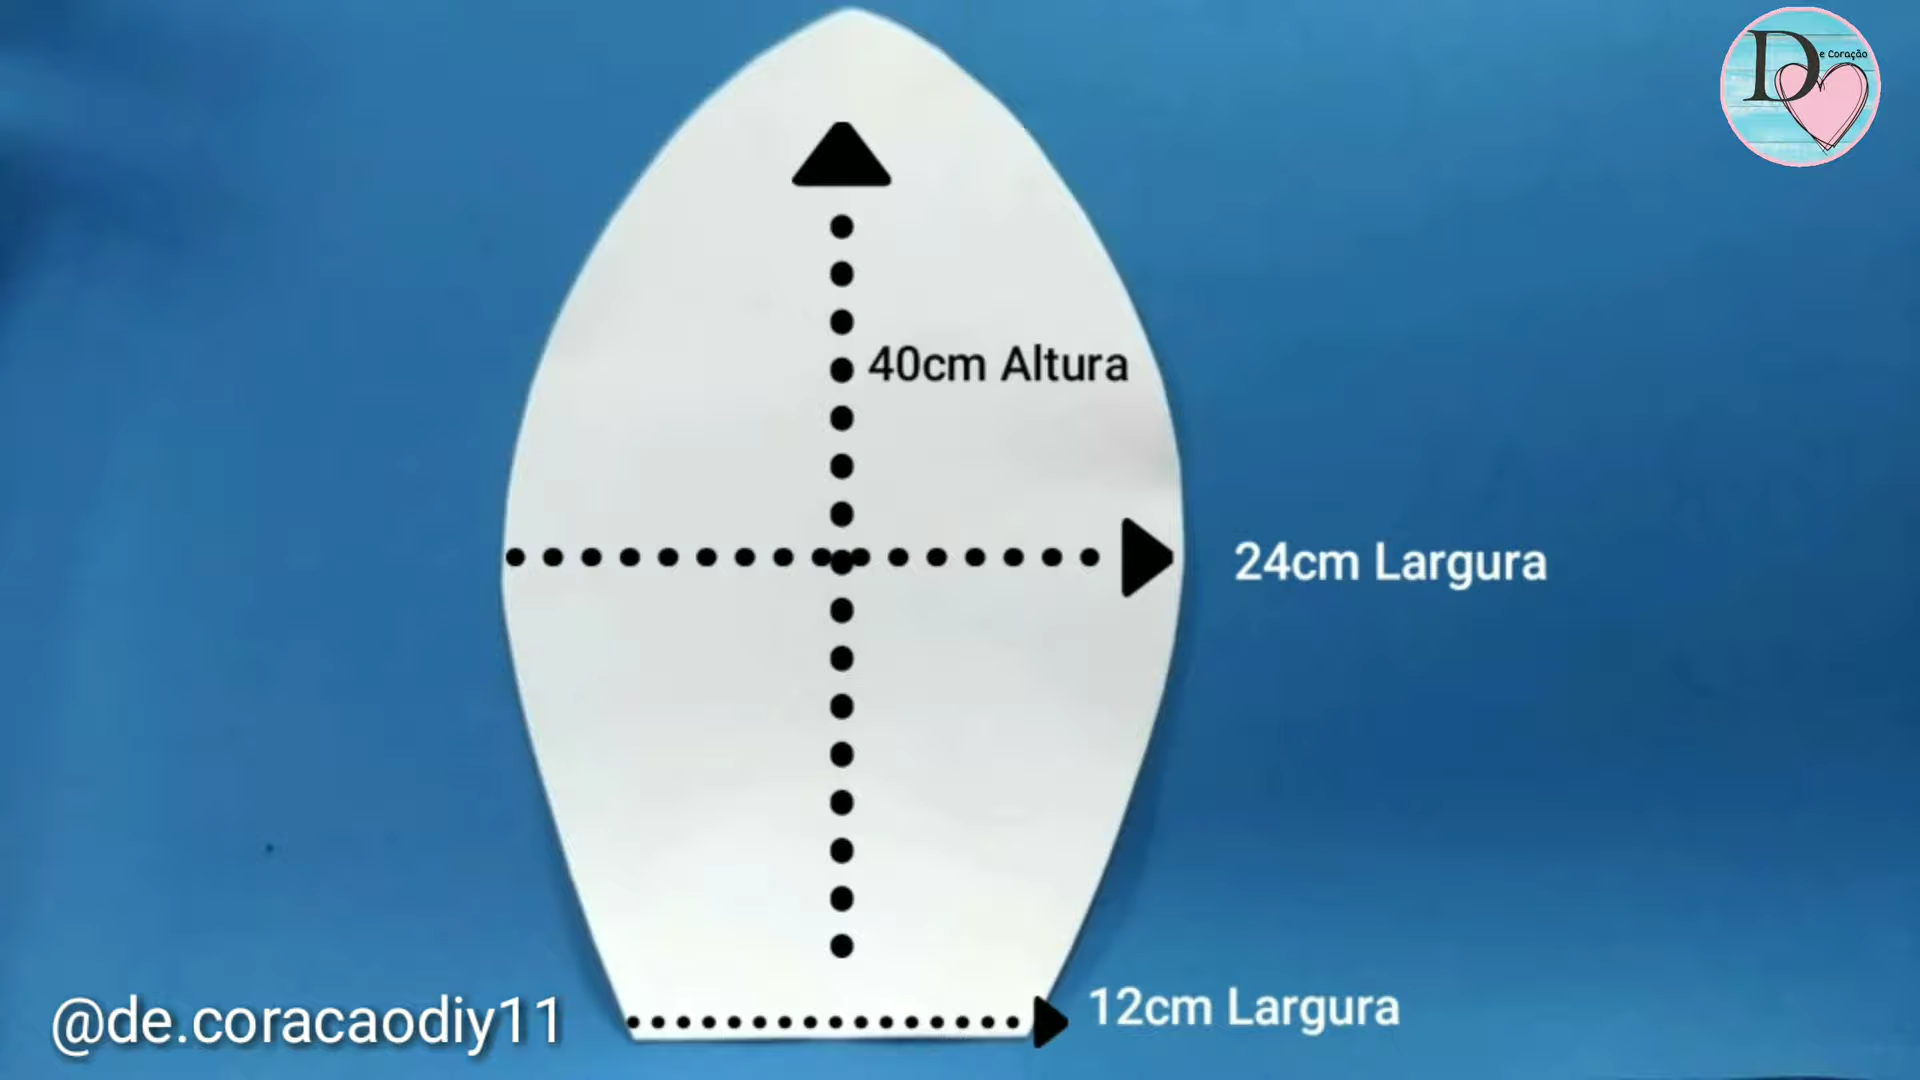 De Coração
40cm Altura
24cm Largura
12cm Largura
@de.coracaodiy11